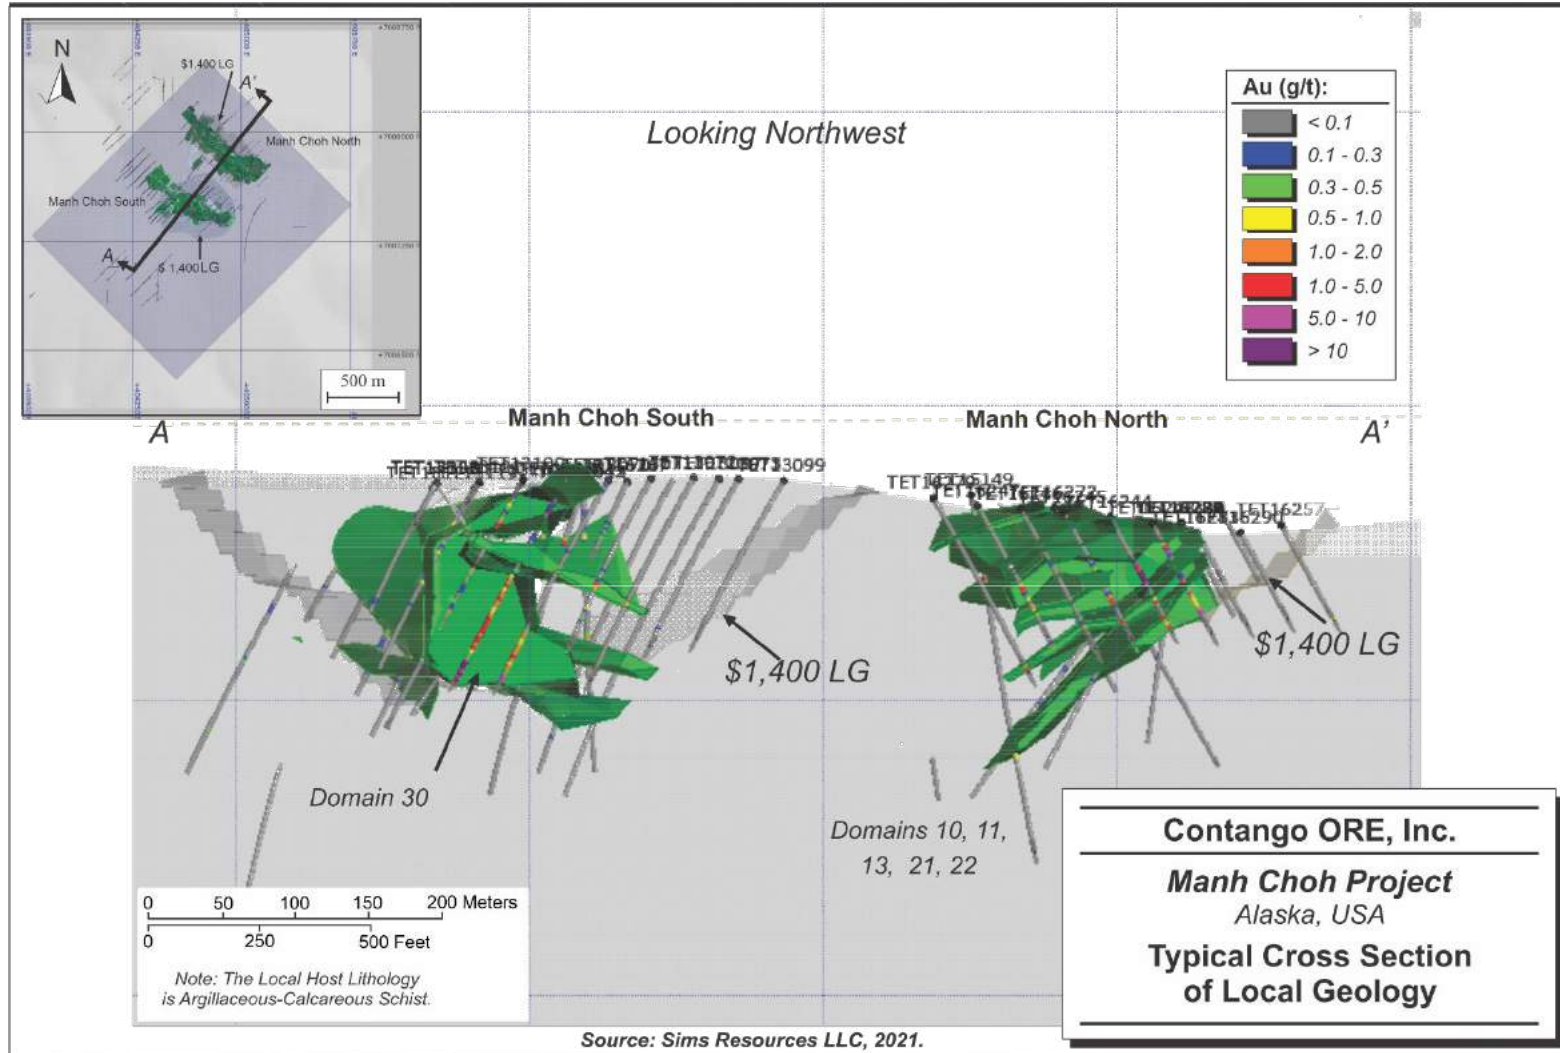 N
$1,400 LG
A'
Manh Choh North
Manh Choh South
A
$ 1,400 LG
500 m
Looking Northwest
Au (g/t):
< 0.1
0.1 - 0.3
0.3 - 0.5
0.5 - 1.0
1.0 - 2.0
1.0 - 5.0
5.0 - 10
> 10
Manh Choh South
Manh Choh North
A
A'
$1,400 LG
$1,400 LG
Domain 30
Domains 10, 11,
13, 21, 22
0 50 100 150 200 Meters
0 250 500 Feet
Note: The Local Host Lithology
is Argillaceous-Calcareous Schist.
Contango ORE, Inc.
Manh Choh Project
Alaska, USA
Typical Cross Section
of Local Geology
Source: Sims Resources LLC, 2021.